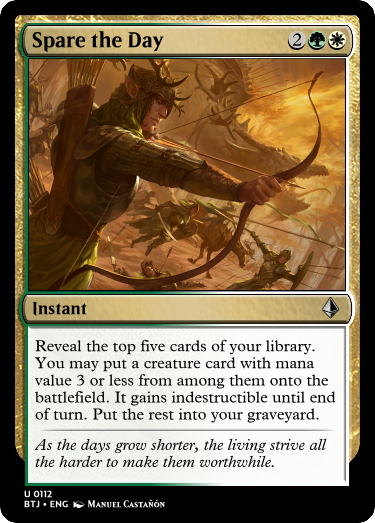 Spare the Day 2
Instant
Reveal the top five cards of your library.
You may put a creature card with mana
value 3 or less from among them onto the
battlefield. It gains indestructible until end
of turn. Put the rest into your graveyard.
As the days grow shorter, the living strive all
the harder to make them worthwhile.
U 0112
BTJ • ENG Manuel Castañón